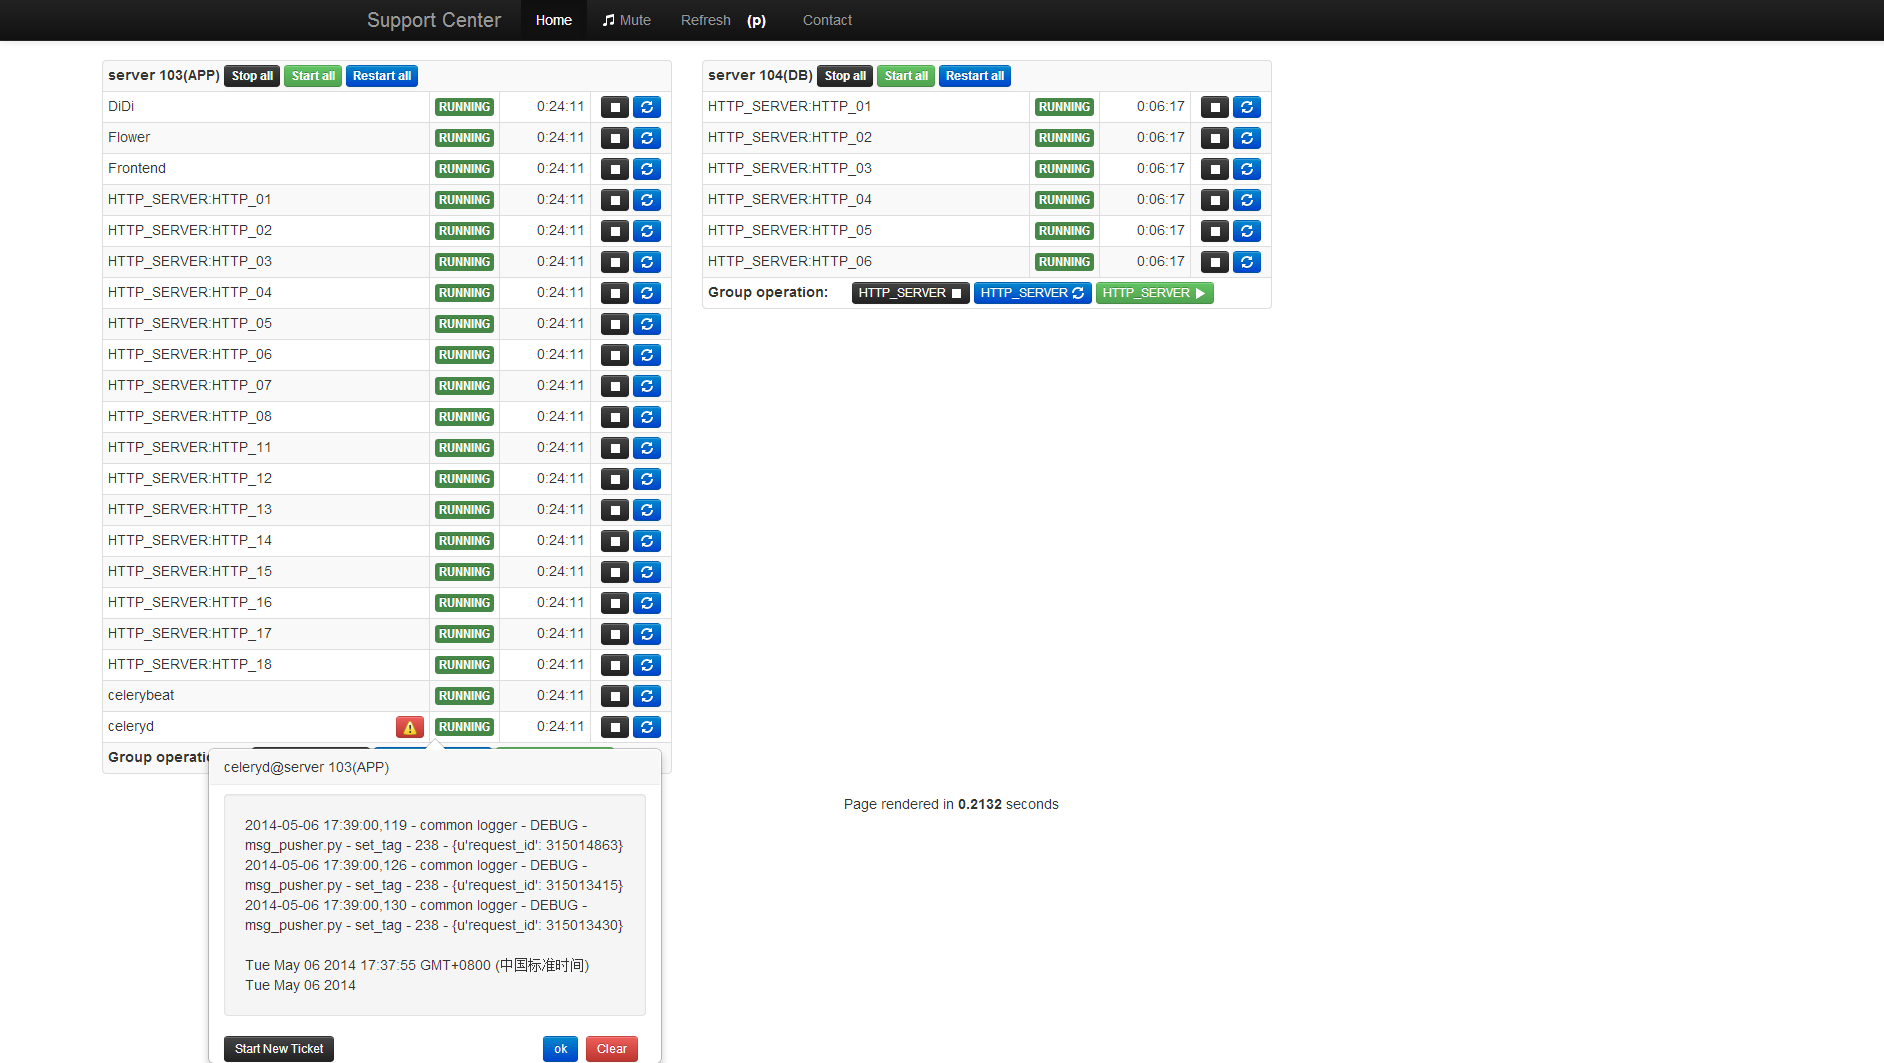 Support Center Home Mute Refresh (p) Contact
server 103(APP) Stop all Start all Restart all
DiDi RUNNING 0:24:11
Flower RUNNING 0:24:11
Frontend RUNNING 0:24:11
HTTP_SERVER:HTTP_01 RUNNING 0:24:11
HTTP_SERVER:HTTP_02 RUNNING 0:24:11
HTTP_SERVER:HTTP_03 RUNNING 0:24:11
HTTP_SERVER:HTTP_04 RUNNING 0:24:11
HTTP_SERVER:HTTP_05 RUNNING 0:24:11
HTTP_SERVER:HTTP_06 RUNNING 0:24:11
HTTP_SERVER:HTTP_07 RUNNING 0:24:11
HTTP_SERVER:HTTP_08 RUNNING 0:24:11
HTTP_SERVER:HTTP_11 RUNNING 0:24:11
HTTP_SERVER:HTTP_12 RUNNING 0:24:11
HTTP_SERVER:HTTP_13 RUNNING 0:24:11
HTTP_SERVER:HTTP_14 RUNNING 0:24:11
HTTP_SERVER:HTTP_15 RUNNING 0:24:11
HTTP_SERVER:HTTP_16 RUNNING 0:24:11
HTTP_SERVER:HTTP_17 RUNNING 0:24:11
HTTP_SERVER:HTTP_18 RUNNING 0:24:11
celerybeat RUNNING 0:24:11
celeryd RUNNING 0:24:11
Group
celeryd@server 103(APP)
2014-05-06 17:39:00,119 - common logger - DEBUG -
msg_pusher.py - set_tag - 238 - {u'request_id': 315014863}
2014-05-06 17:39:00,126 - common logger - DEBUG -
msg_pusher.py - set_tag - 238 - {u'request_id': 315013415}
2014-05-06 17:39:00,130 - common logger - DEBUG -
msg_pusher.py - set_tag - 238 - {u'request_id': 315013430}
Tue May 06 2014 17:37:55 GMT+0800 (中国标准时间)
Tue May 06 2014
Start New Ticket ok Clear
server 104(DB) Stop all Start all Restart all
HTTP_SERVER:HTTP_01 RUNNING 0:06:17
HTTP_SERVER:HTTP_02 RUNNING 0:06:17
HTTP_SERVER:HTTP_03 RUNNING 0:06:17
HTTP_SERVER:HTTP_04 RUNNING 0:06:17
HTTP_SERVER:HTTP_05 RUNNING 0:06:17
HTTP_SERVER:HTTP_06 RUNNING 0:06:17
Group operation: HTTP_SERVER HTTP_SERVER HTTP_SERVER
Page rendered in 0.2132 seconds